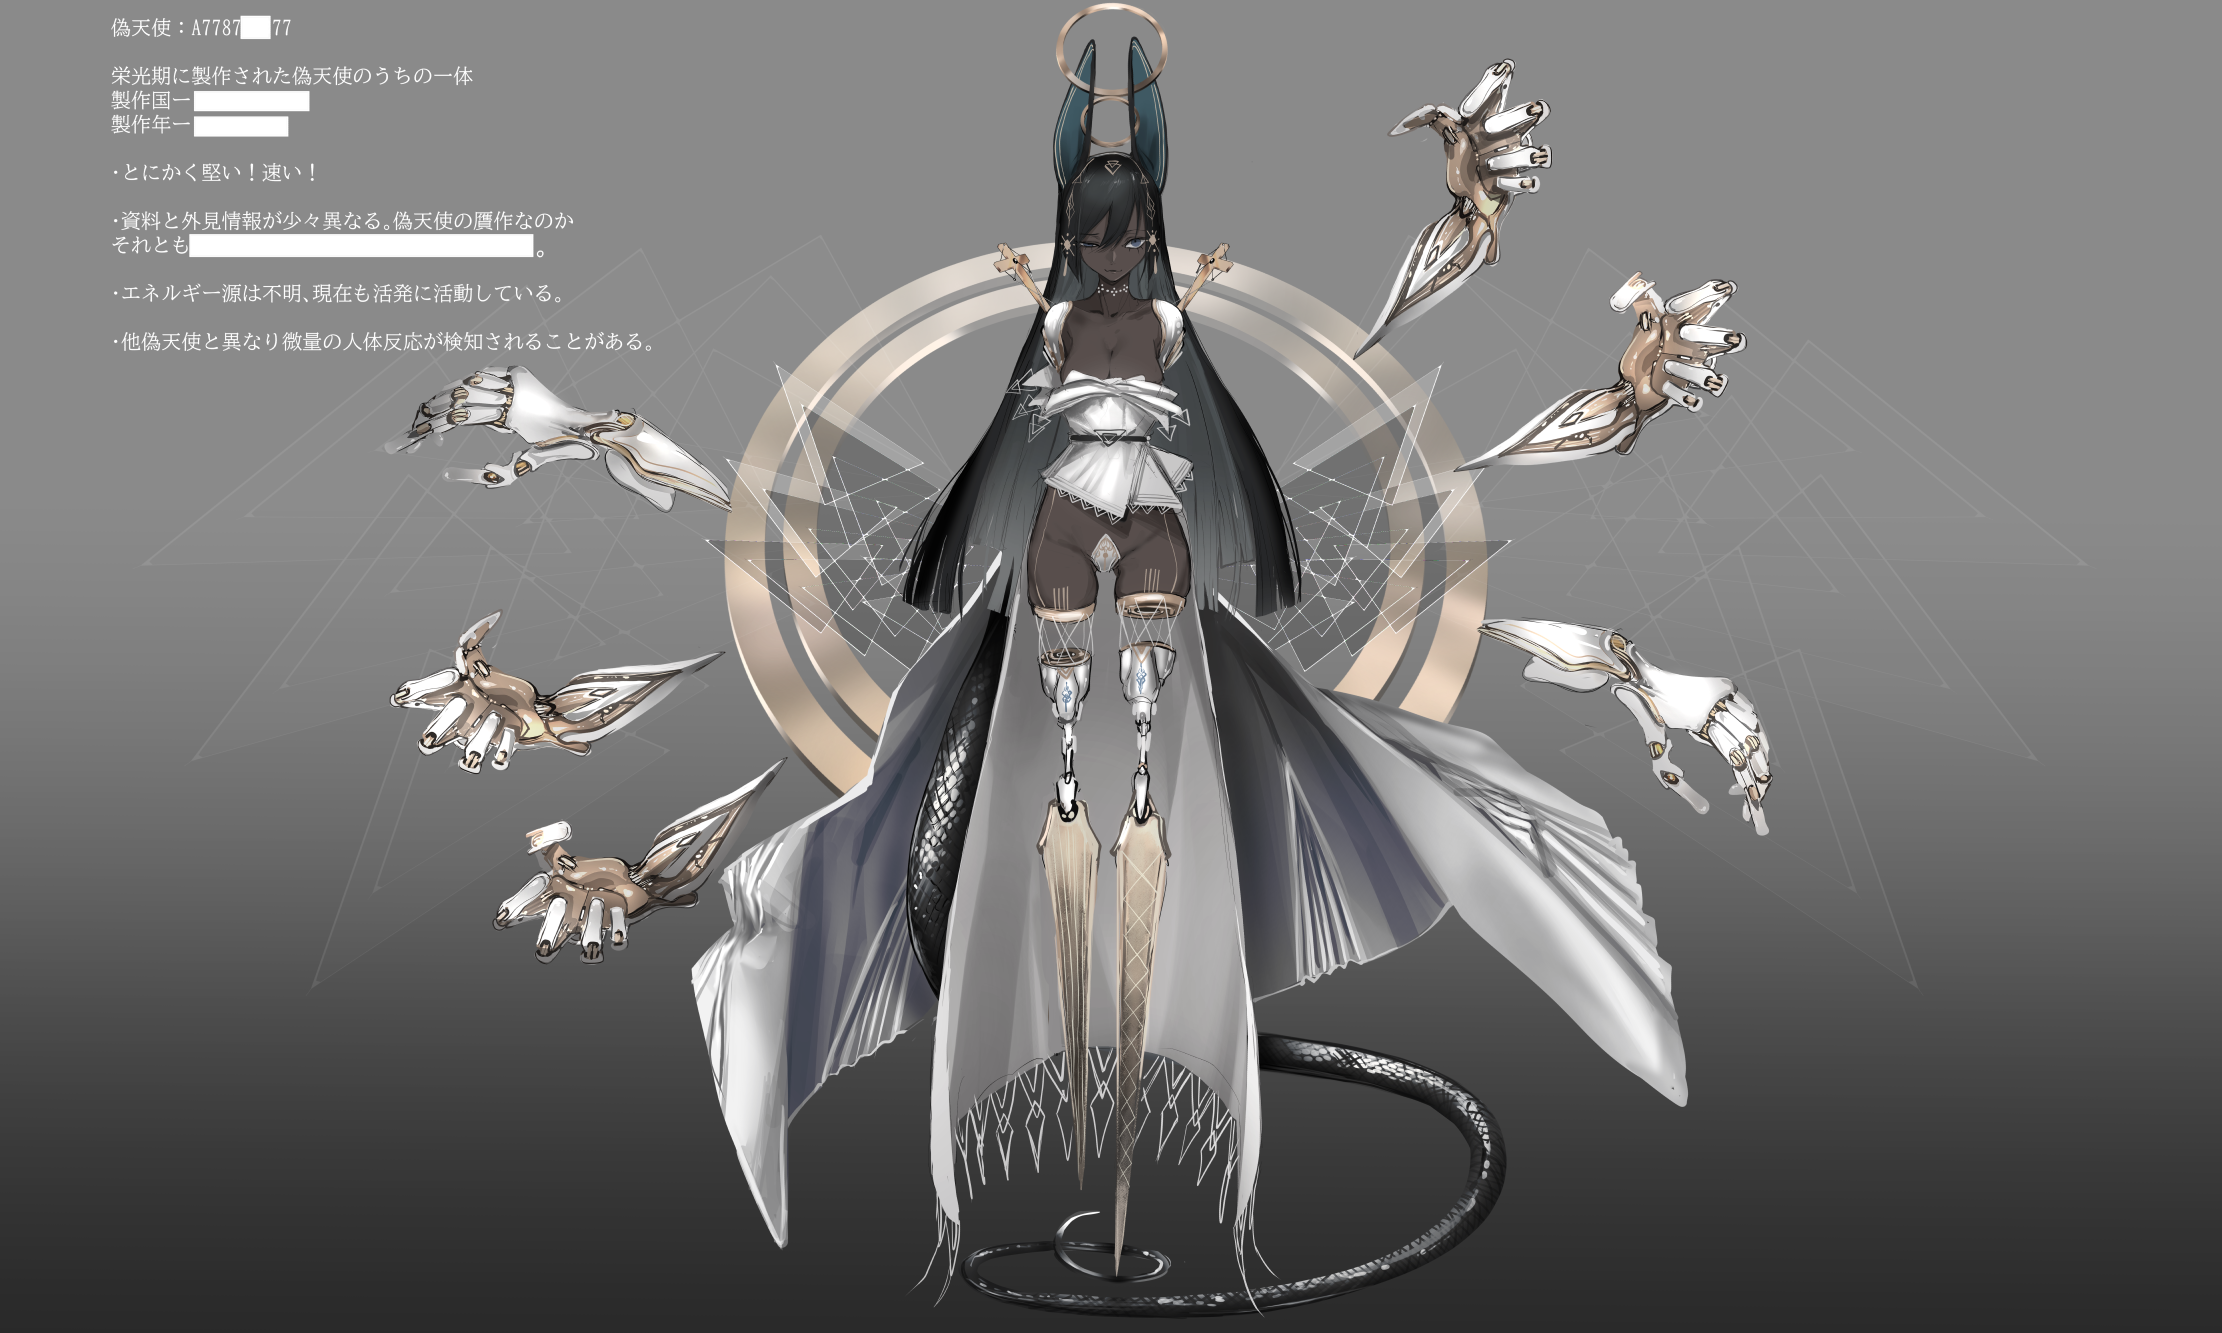 偽天使：A7787 77
栄光期に製作された偽天使のうちの一体
製作国ー
製作年ー
・とにかく堅い！速い！
・資料と外見情報が少々異なる。偽天使の贋作なのか
それとも 。
・エネルギー源は不明、現在も活発に活動している。
・他偽天使と異なり微量の人体反応が検知されることがある。